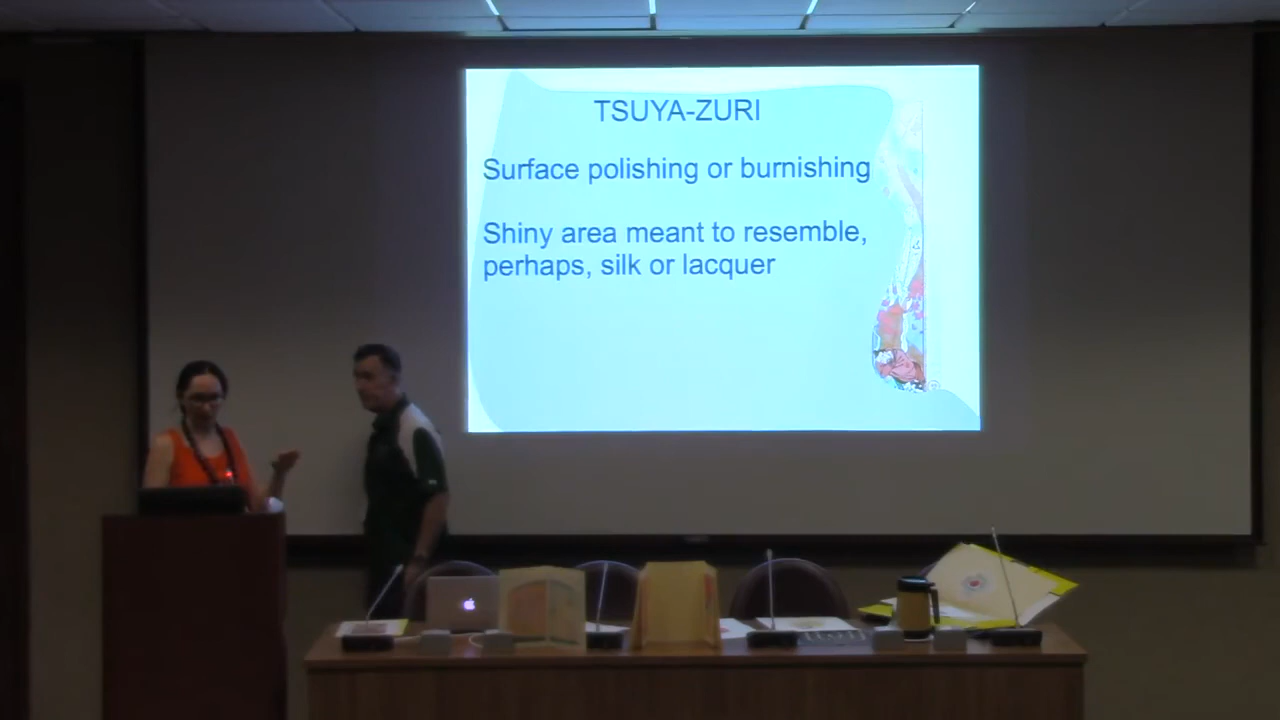 TSUYA-ZURI
Surface polishing or burnishing
Shiny area meant to resemble,
perhaps, silk or lacquer